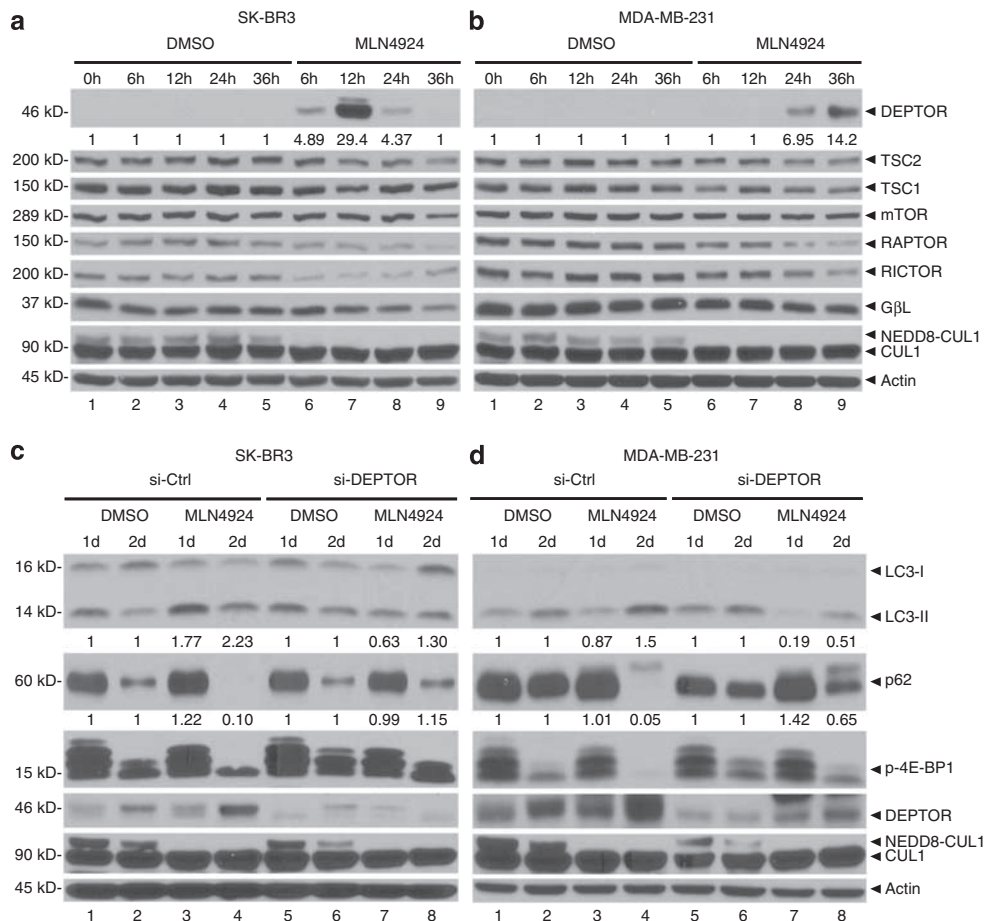 a
SK-BR3
DMSO MLN4924
0h 6h 12h 24h 36h 6h 12h 24h 36h
46 kD-
1 1 1 1 1 4.89 29.4 4.37 1
200 kD-
150 kD-
289 kD-
150 kD-
200 kD-
37 kD-
90 kD-
45 kD-
1 2 3 4 5 6 7 8 9
b
MDA-MB-231
DMSO MLN4924
0h 6h 12h 24h 36h 6h 12h 24h 36h
DEPTOR
1 1 1 1 1 1 1 6.95 14.2
TSC2
TSC1
mTOR
RAPTOR
RICTOR
GβL
NEDD8-CUL1
CUL1
Actin
1 2 3 4 5 6 7 8 9
c
SK-BR3
si-Ctrl si-DEPTOR
DMSO MLN4924 DMSO MLN4924
1d 2d 1d 2d 1d 2d 1d 2d
16 kD-
14 kD-
1 1 1.77 2.23 1 1 0.63 1.30
60 kD-
1 1 1.22 0.10 1 1 0.99 1.15
15 kD-
46 kD-
90 kD-
45 kD-
1 2 3 4 5 6 7 8
d
MDA-MB-231
si-Ctrl si-DEPTOR
DMSO MLN4924 DMSO MLN4924
1d 2d 1d 2d 1d 2d 1d 2d
LC3-I
LC3-II
1 1 0.87 1.5 1 1 0.19 0.51
p62
1 1 1.01 0.05 1 1 1.42 0.65
p-4E-BP1
DEPTOR
NEDD8-CUL1
CUL1
Actin
1 2 3 4 5 6 7 8